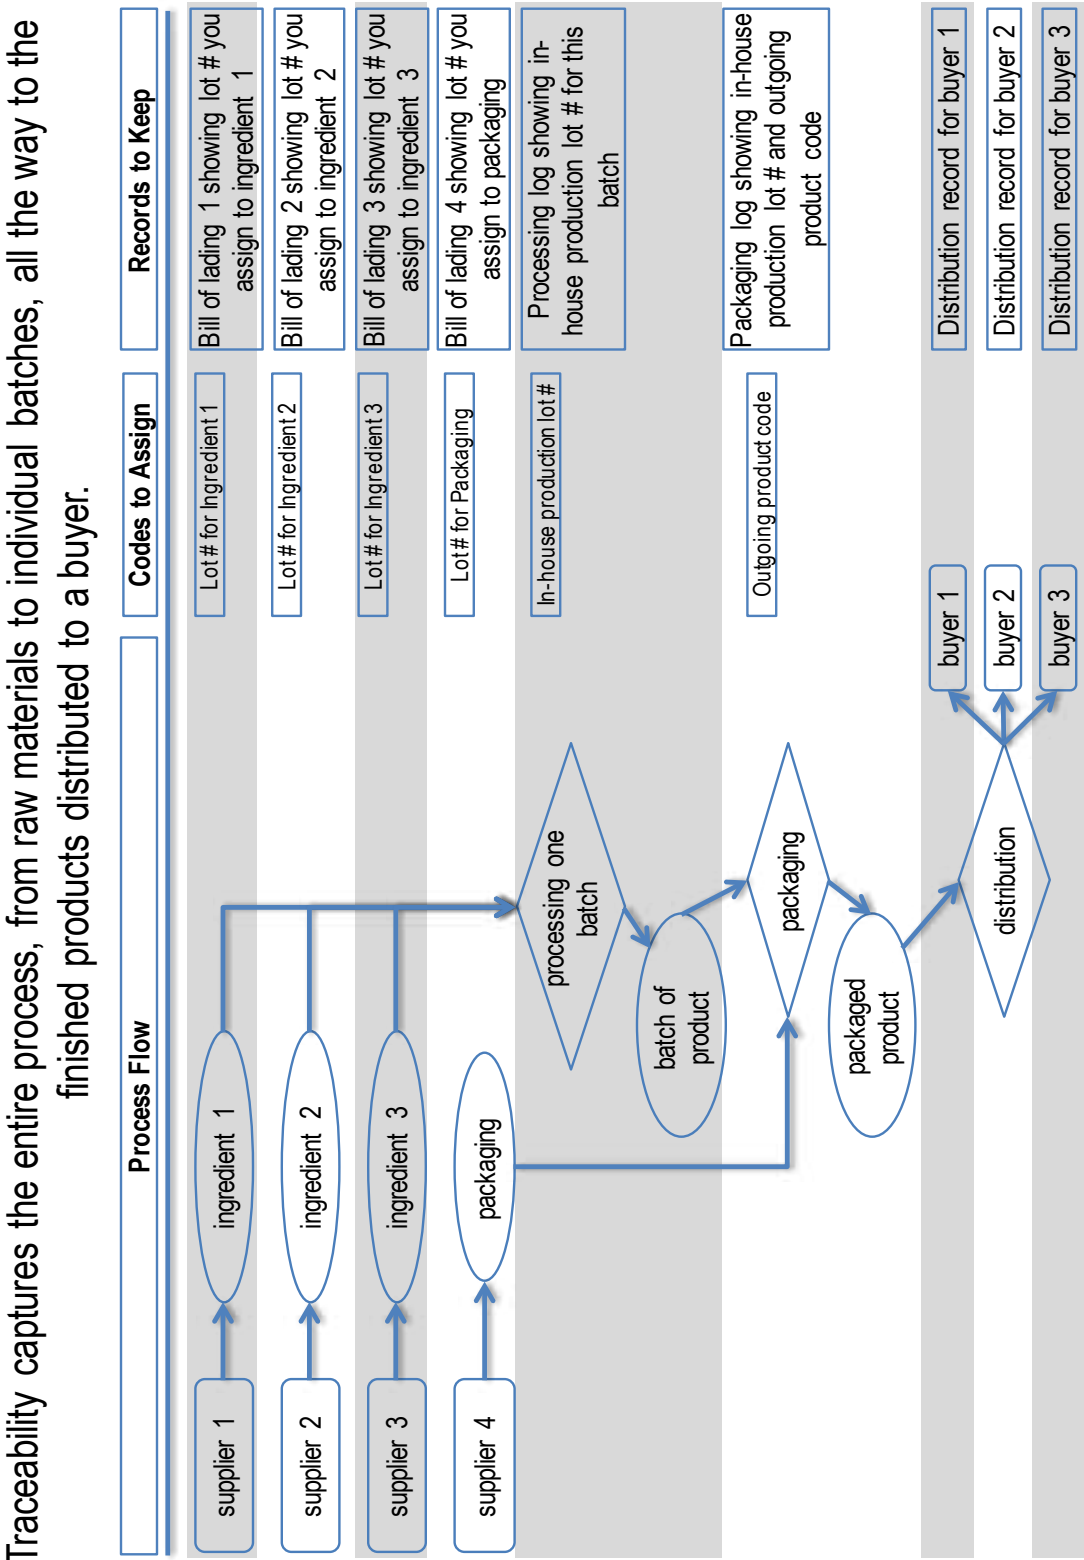 Traceability captures the entire process, from raw materials to individual batches, all the way to the
finished products distributed to a buyer.
Process Flow
Codes to Assign
Records to Keep
supplier 1
ingredient 1
Lot# for Ingredient 1
Bill of lading 1 showing lot # you
assign to ingredient 1
supplier 2
ingredient 2
Lot# for Ingredient 2
Bill of lading 2 showing lot # you
assign to ingredient 2
supplier 3
ingredient 3
Lot# for Ingredient 3
Bill of lading 3 showing lot # you
assign to ingredient 3
supplier 4
packaging
Lot# for Packaging
Bill of lading 4 showing lot # you
assign to packaging
processing one
batch
In-house production lot #
Processing log showing in-
house production lot # for this
batch
batch of
product
packaging
Outgoing product code
Packaging log showing in-house
production lot # and outgoing
product code
packaged
product
distribution
buyer 1
Distribution record for buyer 1
buyer 2
Distribution record for buyer 2
buyer 3
Distribution record for buyer 3